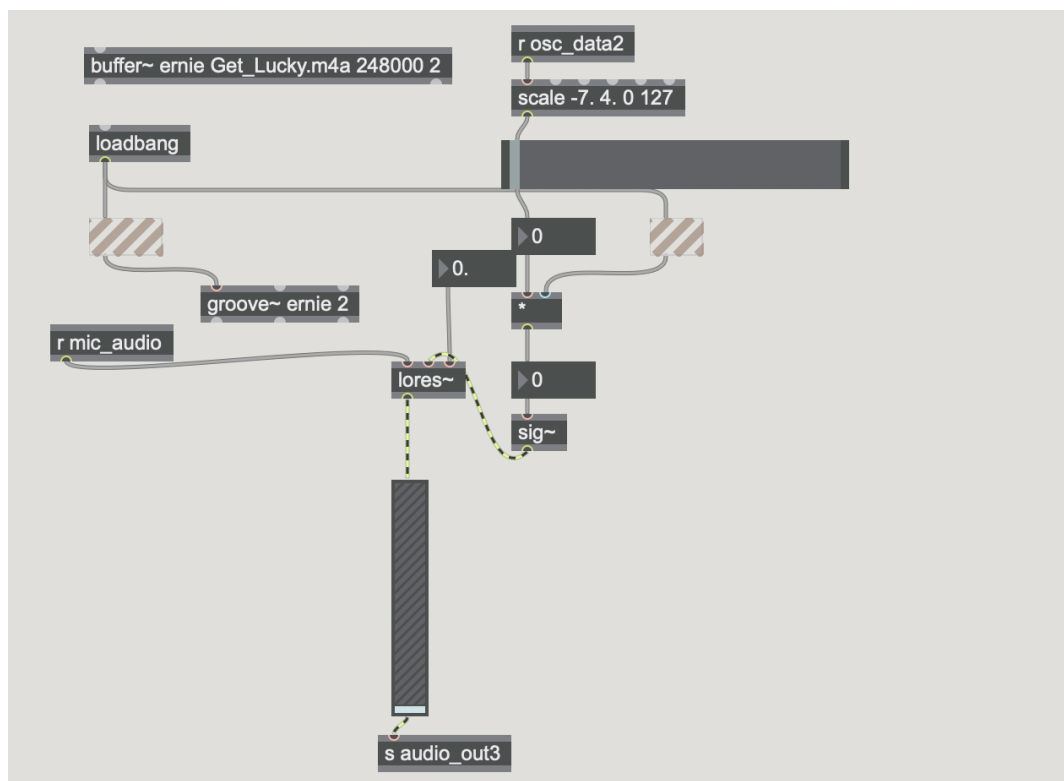 r osc_data2
buffer~ ernie Get_Lucky.m4a 248000 2
scale -7. 4. 0 127
loadbang
0
0.
groove~ ernie 2
*
r mic_audio
lores~
0
sig~
s audio_out3